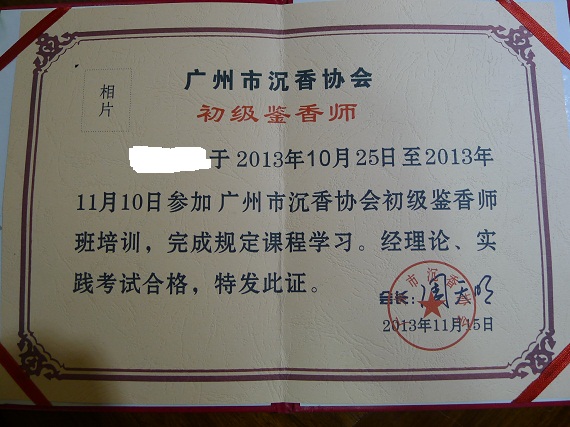 广州市沉香协会
初级鉴香师
相片
于2013年10月25日至2013年
11月10日参加广州市沉香协会初级鉴香师
班培训，完成规定课程学习。经理论、实
践考试合格，特发此证。
会长：
2013年11月15日